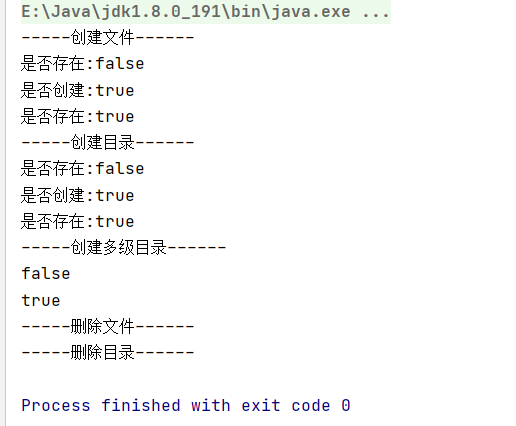 E:\Java\jdk1.8.0_191\bin\java.exe ...
-----创建文件------
是否存在:false
是否创建:true
是否存在:true
-----创建目录------
是否存在:false
是否创建:true
是否存在:true
-----创建多级目录------
false
true
-----删除文件------
-----删除目录------
Process finished with exit code 0